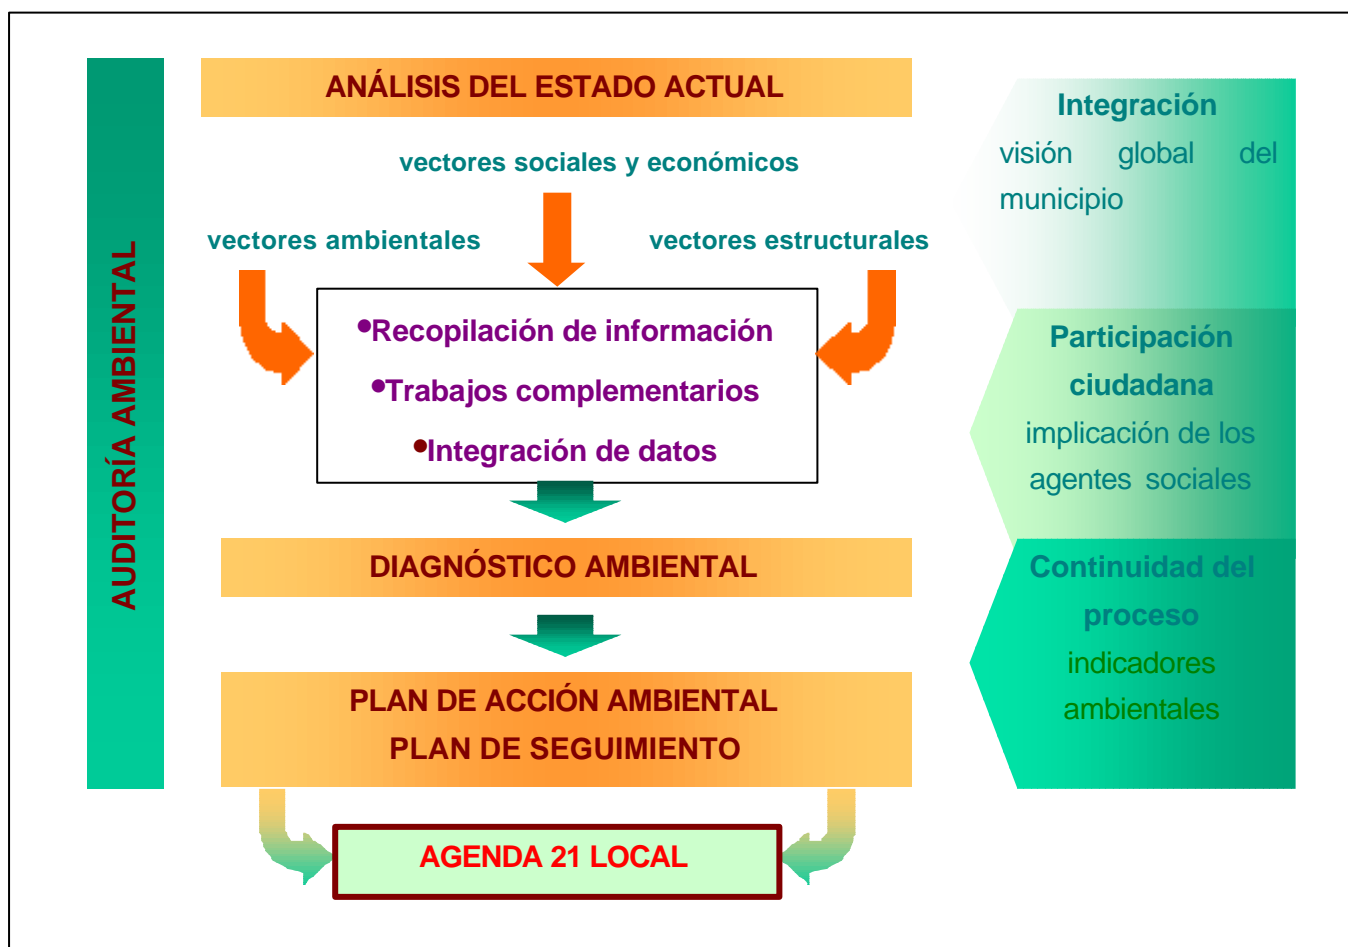 AUDITORÍA AMBIENTAL
ANÁLISIS DEL ESTADO ACTUAL
vectores sociales y económicos
vectores ambientales
vectores estructurales
•Recopilación de información
•Trabajos complementarios
•Integración de datos
DIAGNÓSTICO AMBIENTAL
PLAN DE ACCIÓN AMBIENTAL
PLAN DE SEGUIMIENTO
AGENDA 21 LOCAL
Integración
visión global del
municipio
Participación
ciudadana
implicación de los
agentes sociales
Continuidad del
proceso
indicadores
ambientales